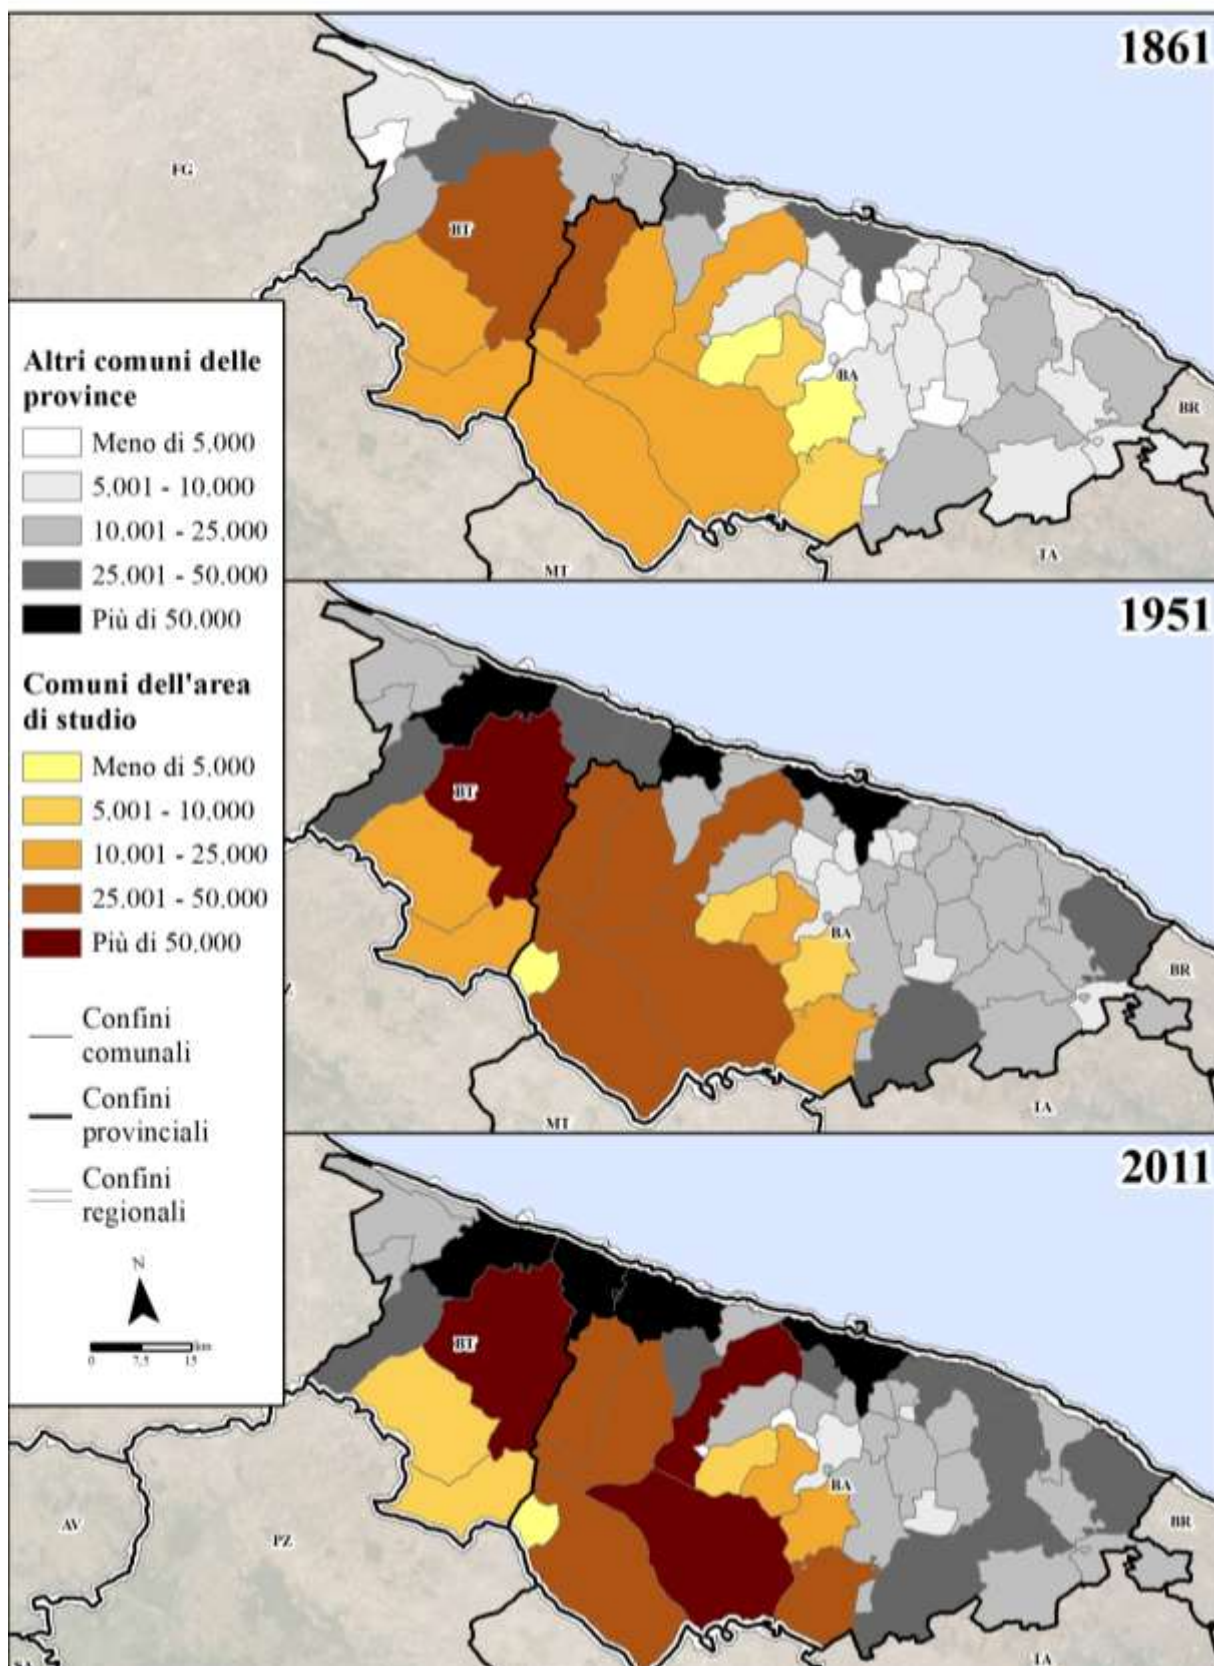 1861
FG
BT
BA
BR
TA
MT
Altri comuni delle
province
Meno di 5.000
5.001 - 10.000
10.001 - 25.000
25.001 - 50.000
Più di 50.000
Comuni dell'area
di studio
Meno di 5.000
5.001 - 10.000
10.001 - 25.000
25.001 - 50.000
Più di 50.000
Confini
comunali
Confini
provinciali
Confini
regionali
N
km
0 7,5 15
1951
BT
BA
BR
TA
MT
2011
BT
BA
BR
AV
PZ
TA